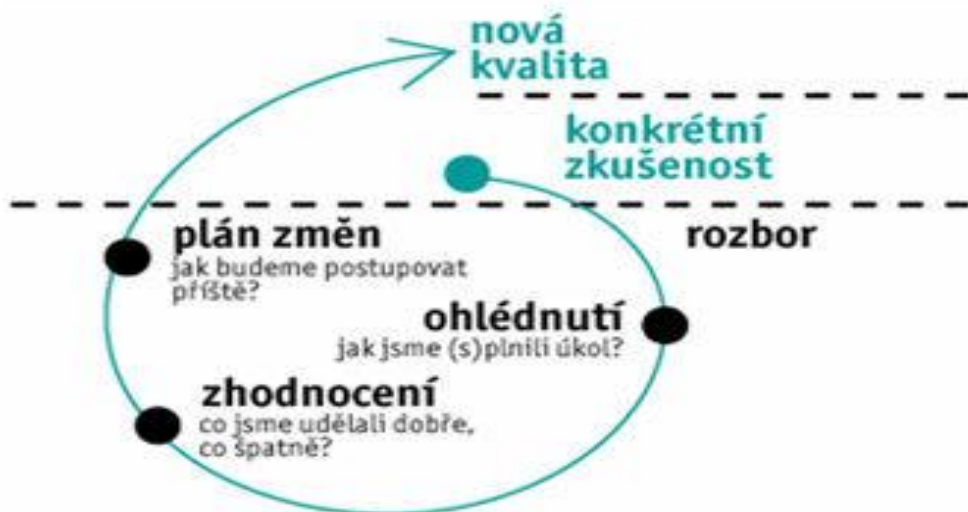 nová
kvalita
konkrétní
zkušenost
plán změn
jak budeme postupovat
příště?
rozbor
ohlédnutí
jak jsme (s)plnili úkol?
zhodnocení
co jsme udělali dobře,
co špatně?